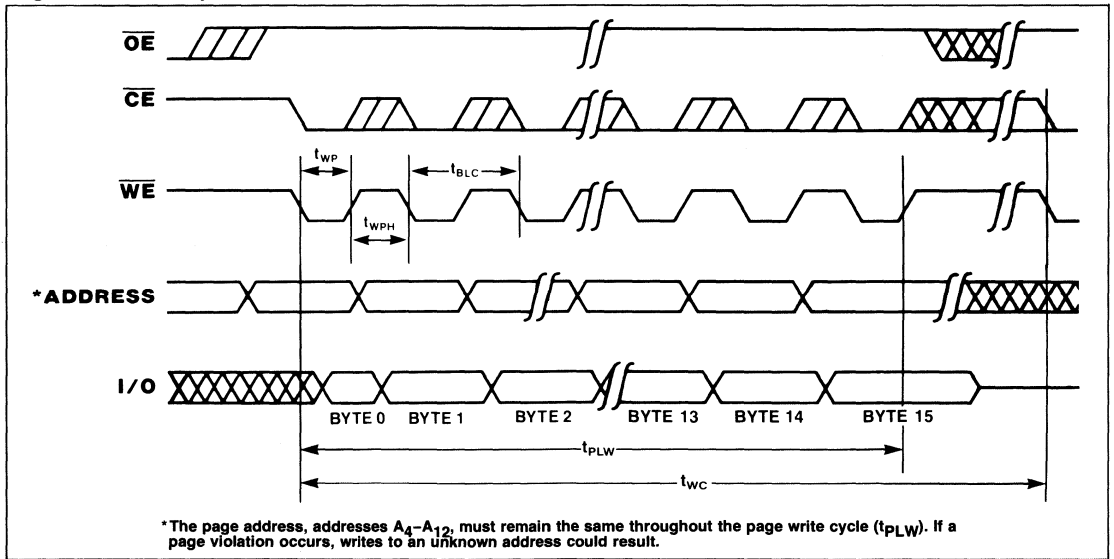 OE
CE
tWP
tBLC
WE
tWPH
*ADDRESS
I/O
BYTE 0 BYTE 1 BYTE 2 BYTE 13 BYTE 14 BYTE 15
tPLW
tWC
*The page address, addresses A4–A12, must remain the same throughout the page write cycle (tPLW). If a
page violation occurs, writes to an unknown address could result.